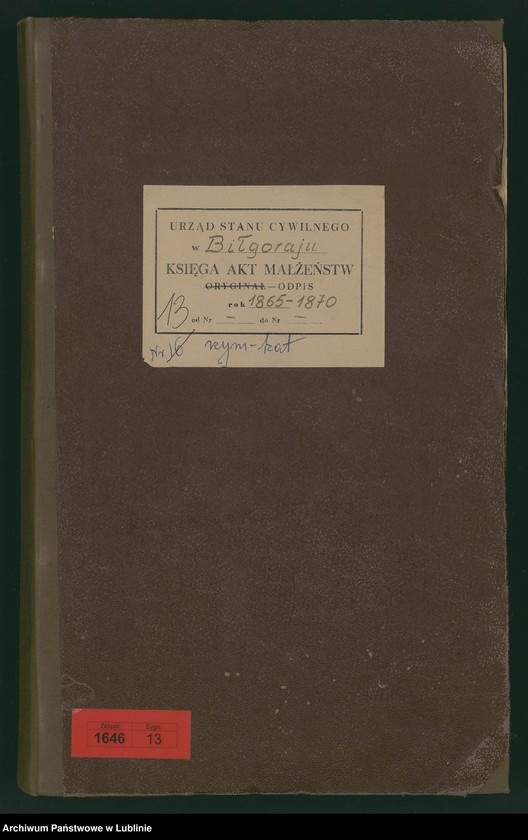 URZĄD STANU CYWILNEGO
w Biłgoraju
KSIĘGA AKT MAŁŻEŃSTW
ORYGINAŁ — ODPIS
rok 1865-1870
13 od Nr — do Nr —
Nr. 16 rzym-kat
Zespół Sygn.
1646 13
Archiwum Państwowe w Lublinie